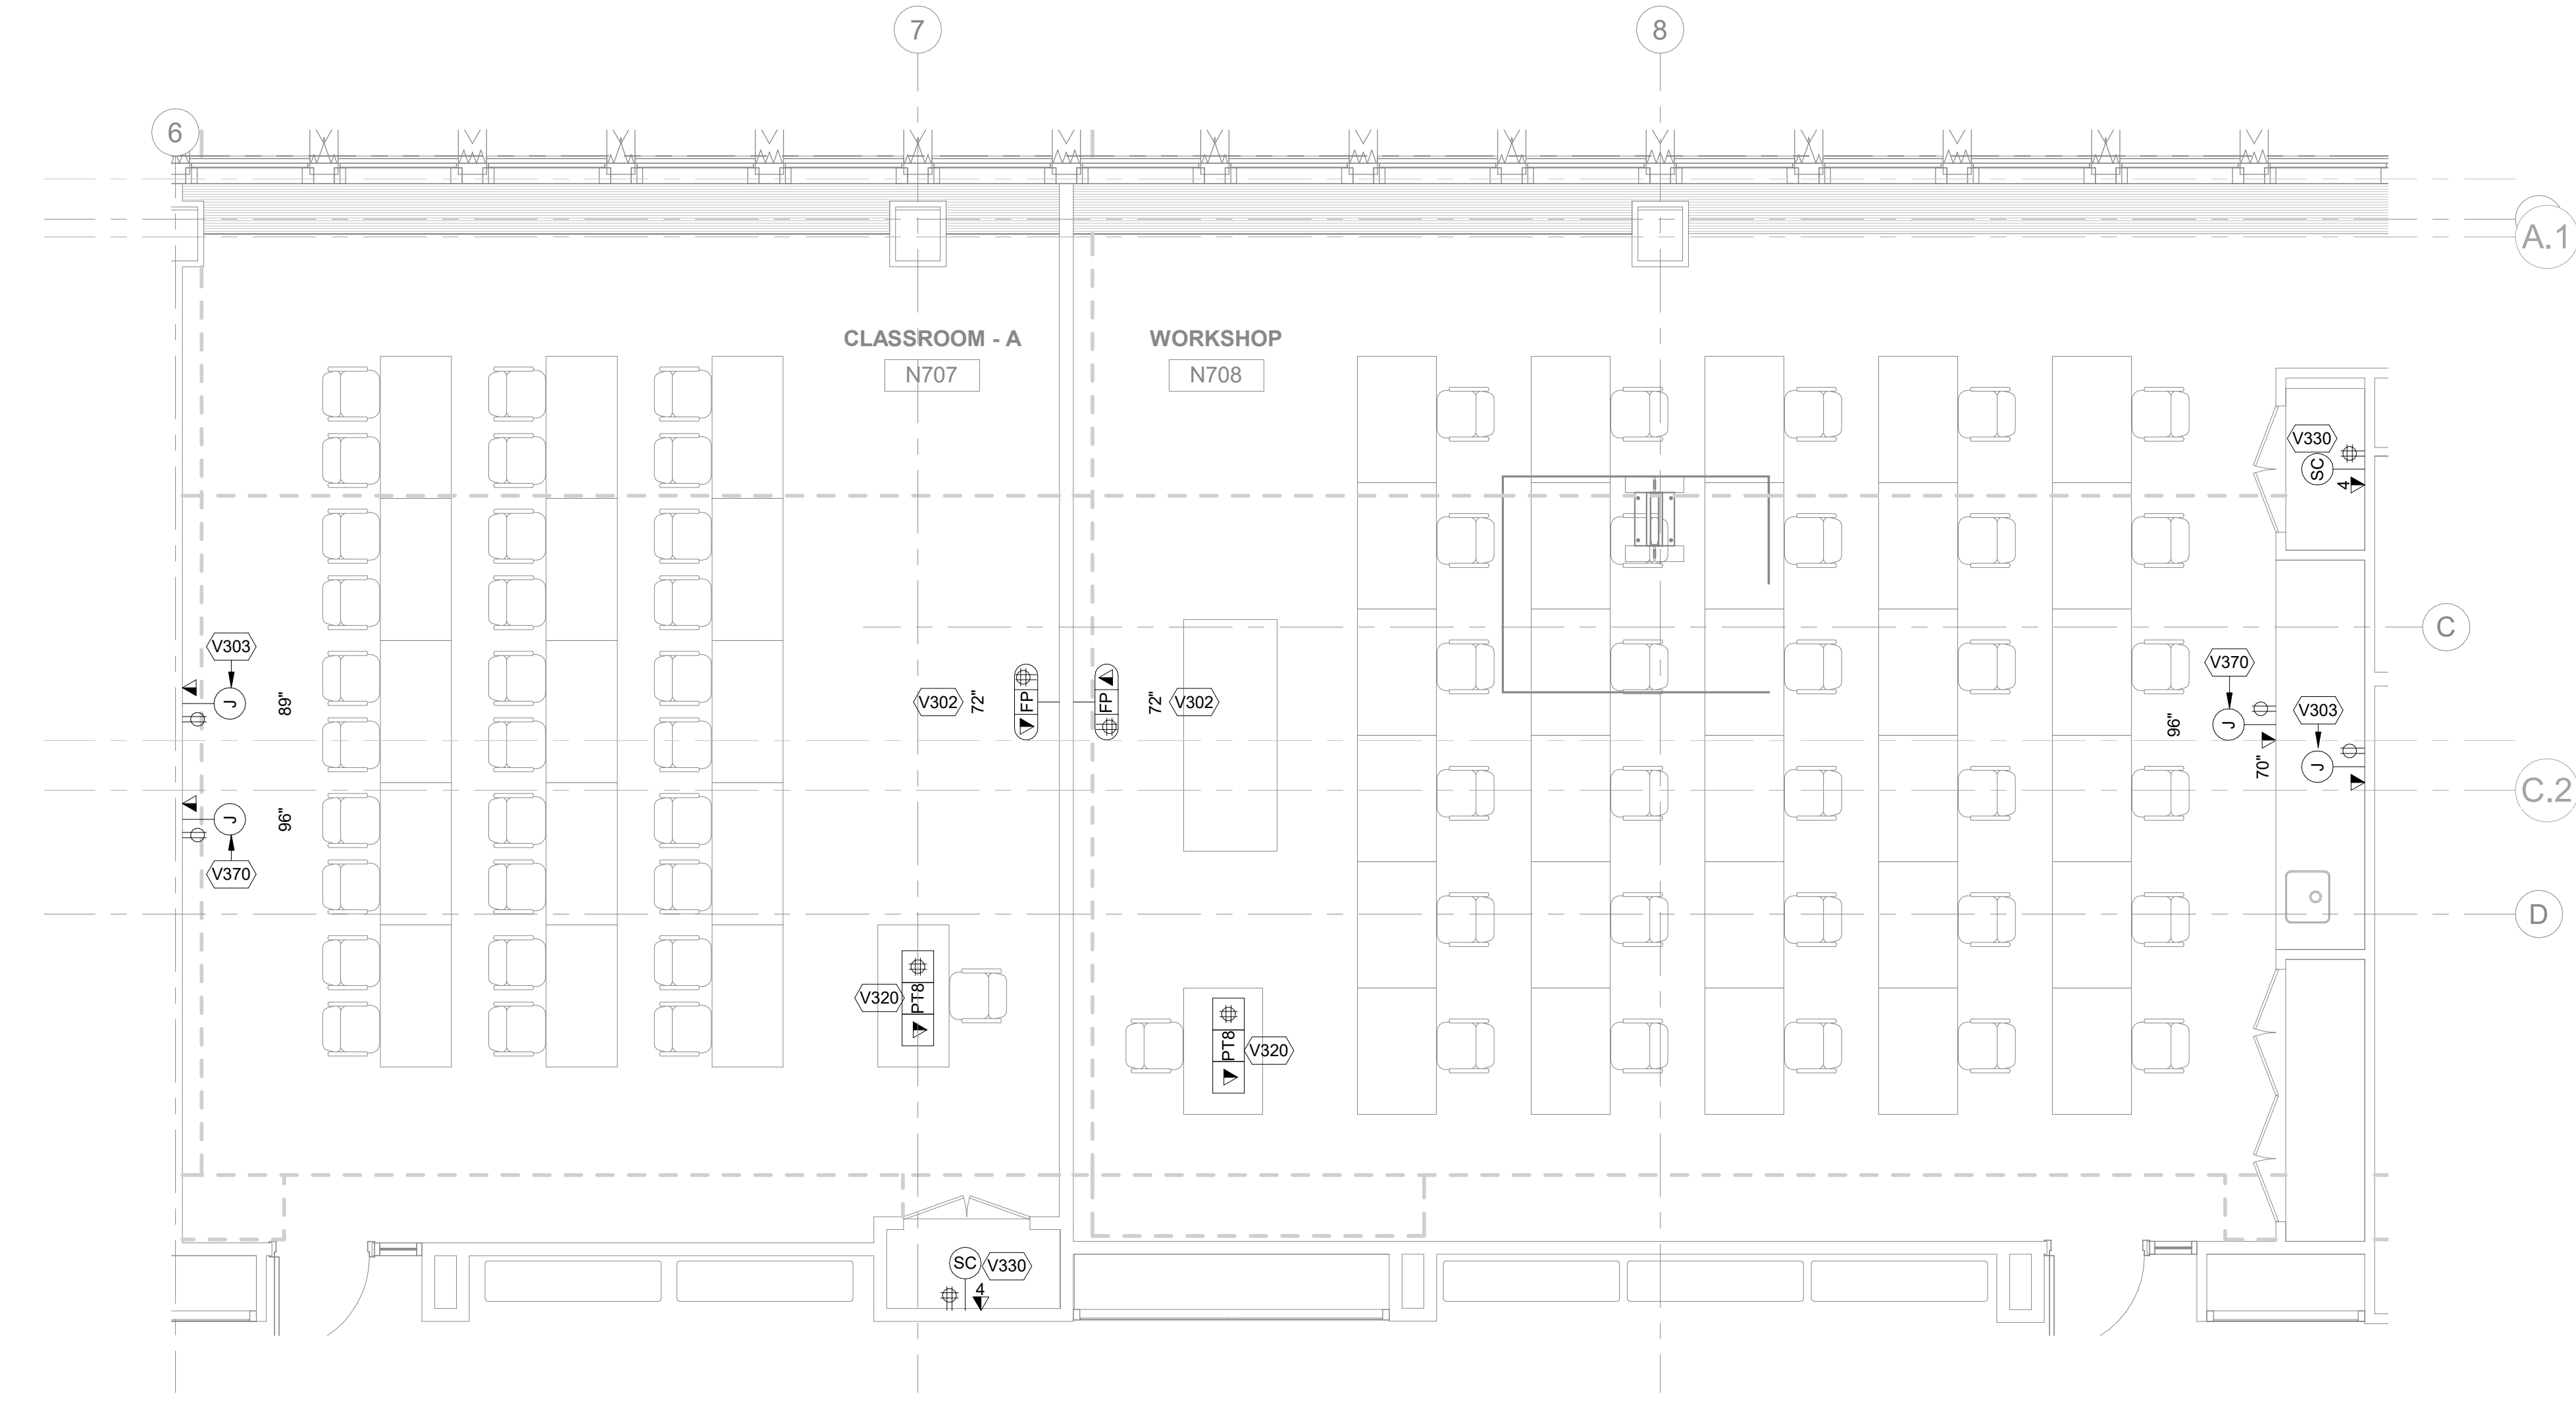 7
8
6
A.1
CLASSROOM - A
WORKSHOP
N707
N708
V330
SC
4
C
V303
J
89"
V302
72"
FP
FP
72"
V302
V370
J
96"
V303
J
70"
J
96"
V370
C.2
D
V320
PT8
PT8
V320
SC
V330
4